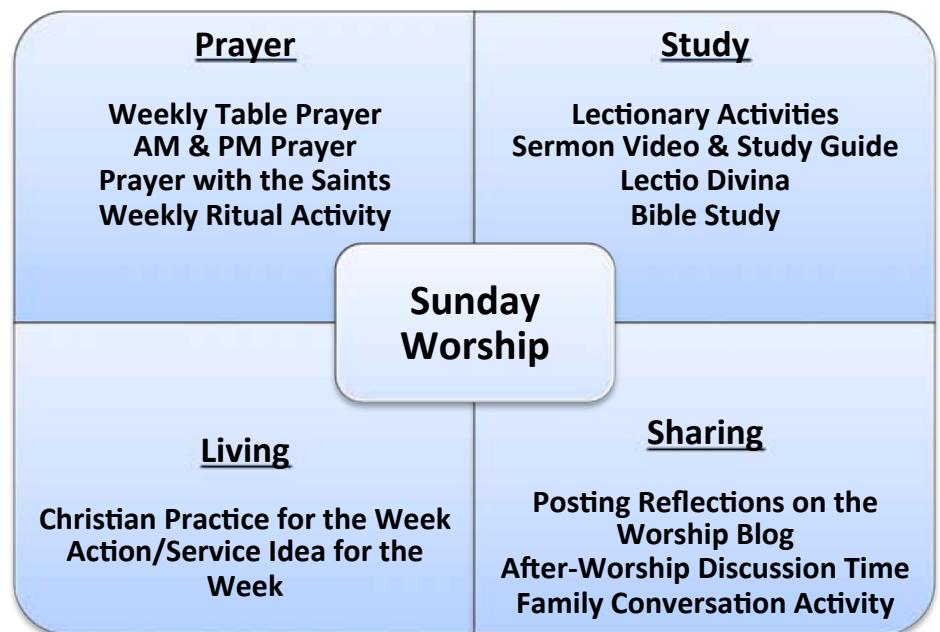 Prayer
Weekly Table Prayer
AM & PM Prayer
Prayer with the Saints
Weekly Ritual Activity
Study
Lectionary Activities
Sermon Video & Study Guide
Lectio Divina
Bible Study
Sunday
Worship
Living
Christian Practice for the Week
Action/Service Idea for the
Week
Sharing
Posting Reflections on the
Worship Blog
After-Worship Discussion Time
Family Conversation Activity